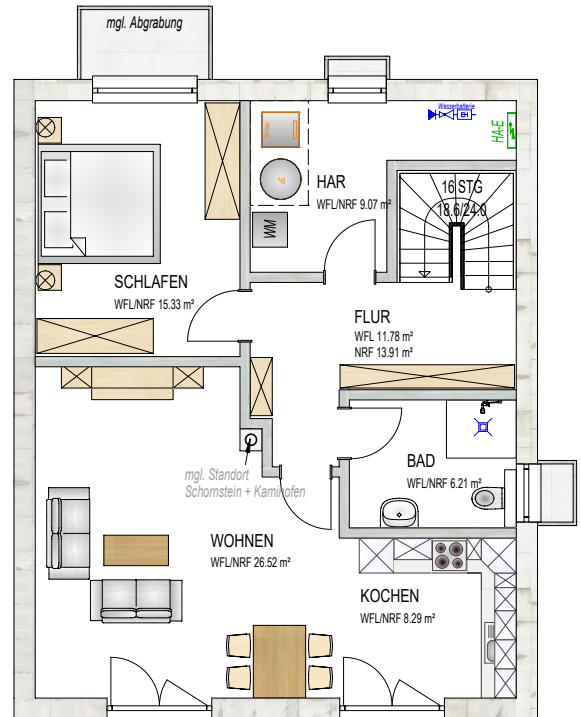 mgl. Abgrabung
Wasserbatterie
EH
HA-E
HAR
WFL/NRF 9.07 m²
16 STG
18.6/24.0
WM
SCHLAFEN
WFL/NRF 15.33 m²
FLUR
WFL 11.78 m²
NRF 13.91 m²
BAD
WFL/NRF 6.21 m²
mgl. Standort
Schornstein + Kaminofen
WOHNEN
WFL/NRF 26.52 m²
KOCHEN
WFL/NRF 8.29 m²